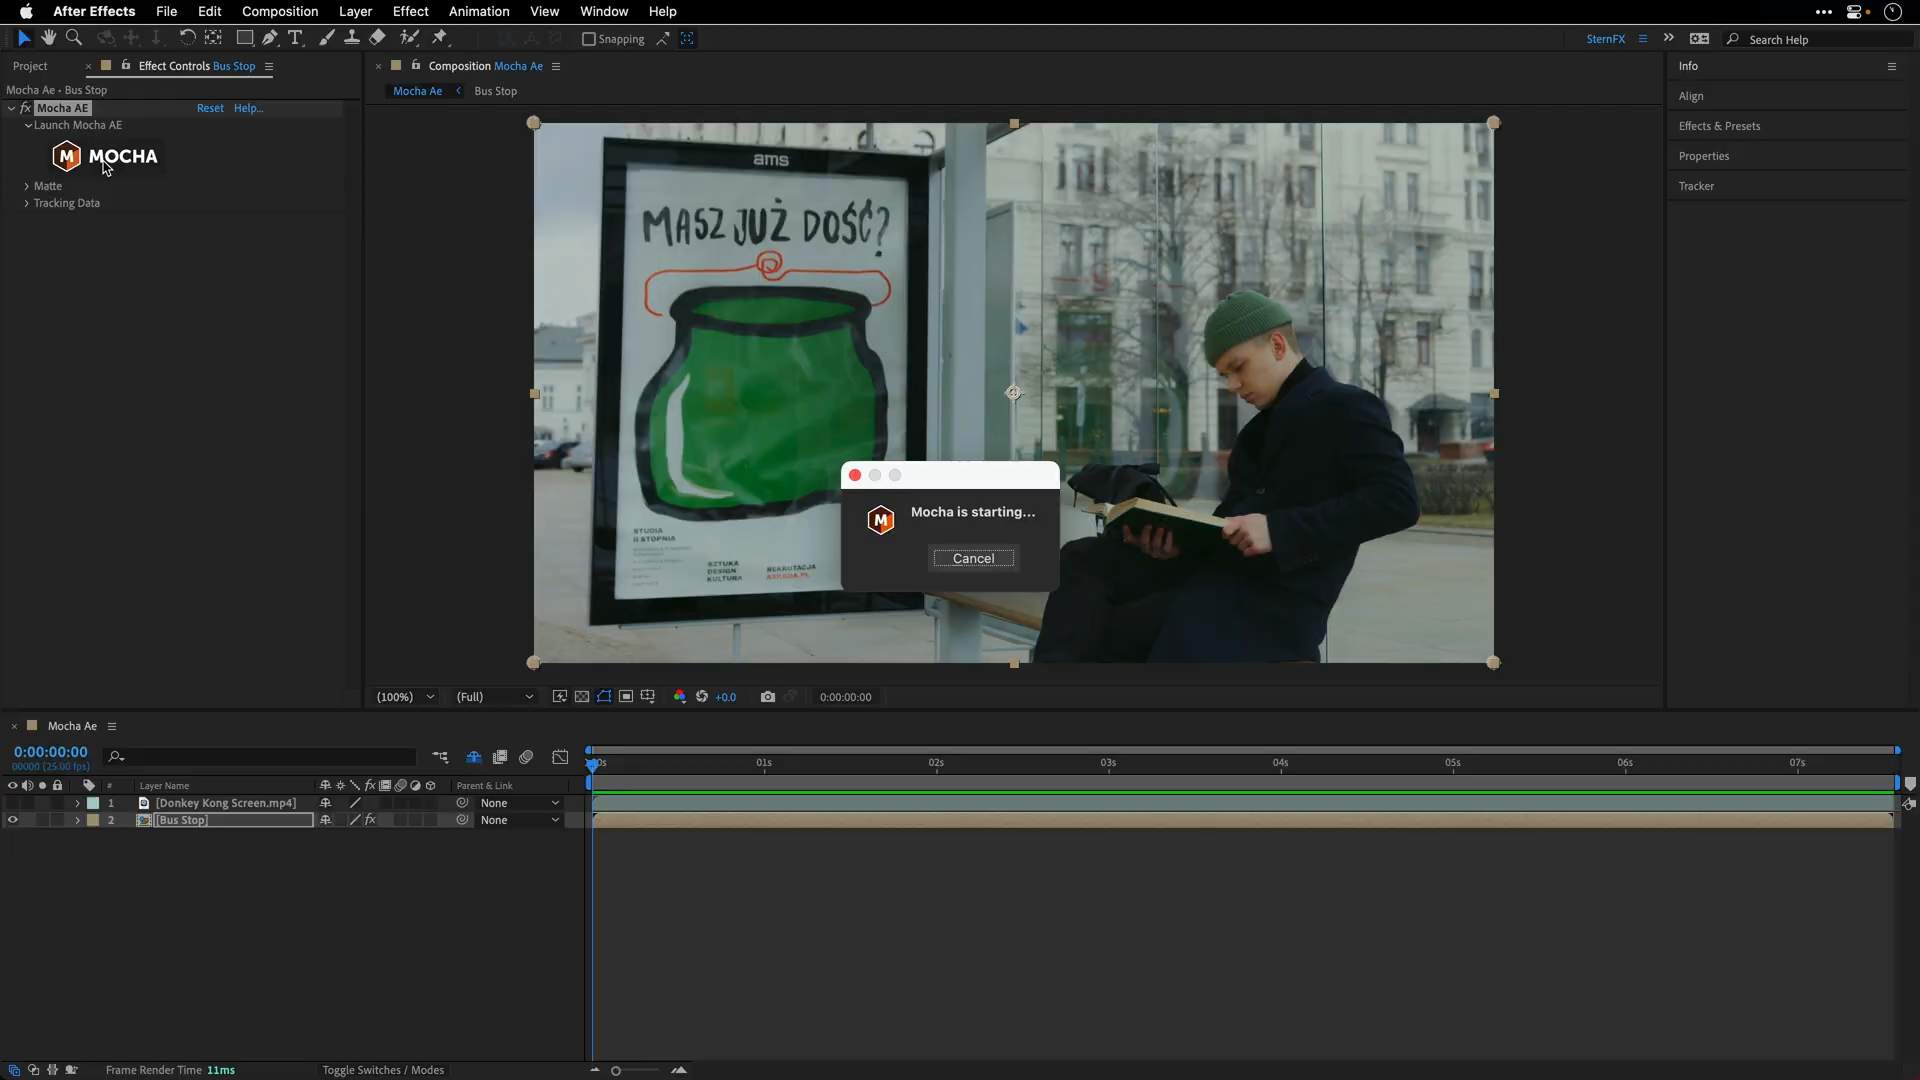 After Effects File Edit Composition Layer Effect Animation View Window Help
Snapping
SternFX
Search Help
Project
Effect Controls Bus Stop
Composition Mocha Ae
Info
Mocha Ae • Bus Stop
Mocha Ae
Bus Stop
Align
fx Mocha AE Reset Help...
Launch Mocha AE
Effects & Presets
M MOCHA
Properties
Matte
Tracker
Tracking Data
ams
MASZ JUŻ DOŚĆ?
STUDIA
II STOPNIA
SZTUKA
DESIGN
KULTURA
REKRUTACJA
M
Mocha is starting...
Cancel
(100%)
(Full)
+0.0
0:00:00:00
Mocha Ae
0:00:00:00
00000 (25.00 fps)
01s 02s 03s 04s 05s 06s 07s
# Layer Name fx Parent & Link
1 [Donkey Kong Screen.mp4] None
2 [Bus Stop] fx None
Frame Render Time 11ms
Toggle Switches / Modes